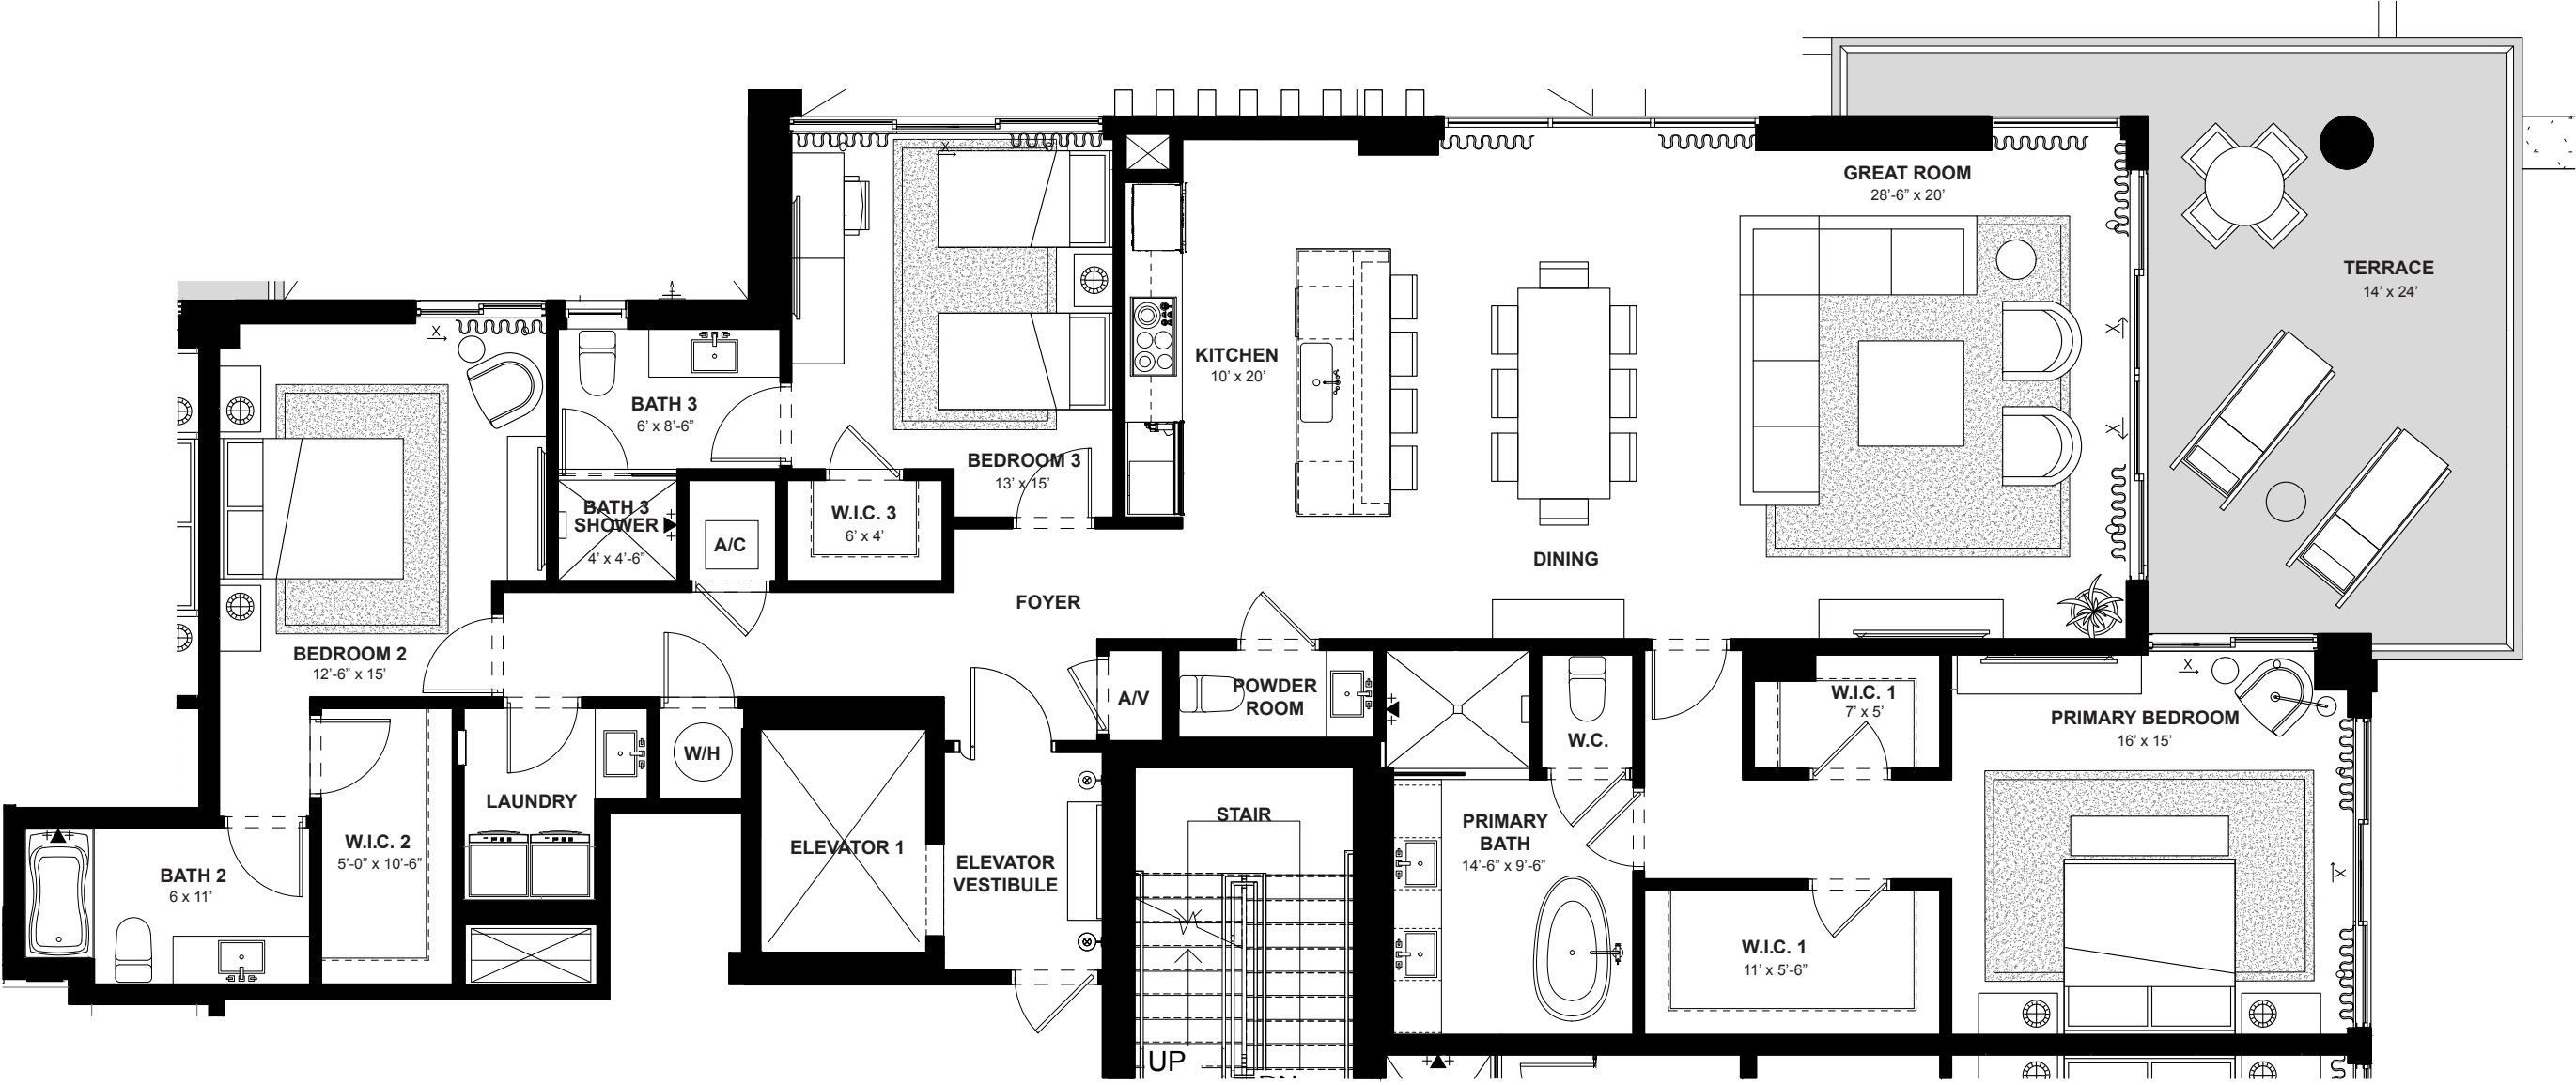 GREAT ROOM
28’-6” x 20’
TERRACE
14’ x 24’
KITCHEN
10’ x 20’
BATH 3
6’ x 8’-6”
BEDROOM 3
13’ x 15’
BATH 3
SHOWER
4’ x 4’-6”
A/C
W.I.C. 3
6’ x 4’
DINING
FOYER
BEDROOM 2
12’-6” x 15’
A/V
POWDER
ROOM
W.C.
W.I.C. 1
7’ x 5’
PRIMARY BEDROOM
16’ x 15’
W/H
LAUNDRY
STAIR
PRIMARY
BATH
14’-6” x 9’-6”
W.I.C. 2
5’-0” x 10’-6”
ELEVATOR 1
ELEVATOR
VESTIBULE
BATH 2
6 x 11’
W.I.C. 1
11’ x 5’-6”
UP
X
X
X
X
X
X